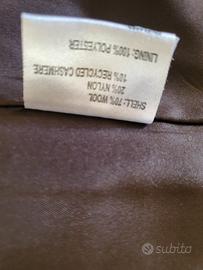 SHELL: 70% WOOL
20% NYLON
10% RECYCLED CASHMERE
LINING: 100% POLYESTER
subito